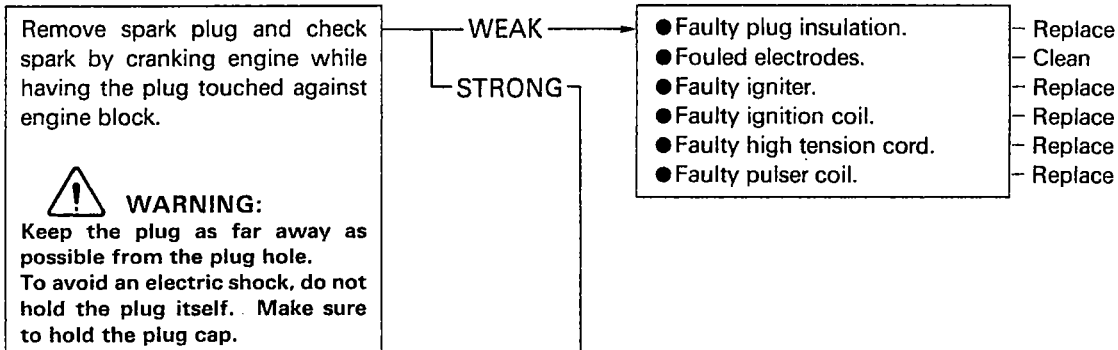 Remove spark plug and check
spark by cranking engine while
having the plug touched against
engine block.
WARNING:
Keep the plug as far away as
possible from the plug hole.
To avoid an electric shock, do not
hold the plug itself. Make sure
to hold the plug cap.
WEAK
STRONG
●Faulty plug insulation. – Replace
●Fouled electrodes. – Clean
●Faulty igniter. – Replace
●Faulty ignition coil. – Replace
●Faulty high tension cord. – Replace
●Faulty pulser coil. – Replace